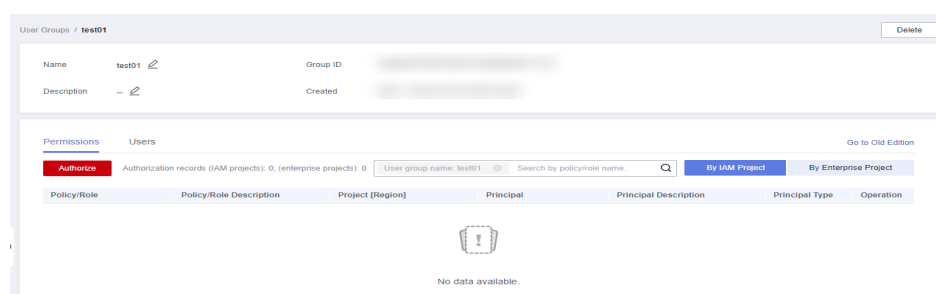 User Groups / test01
Delete
Name test01 Group ID
Description -- Created
Permissions Users Go to Old Edition
Authorize Authorization records (IAM projects): 0; (enterprise projects): 0 User group name: test01 Search by policy/role name. By IAM Project By Enterprise Project
Policy/Role Policy/Role Description Project [Region] Principal Principal Description Principal Type Operation
No data available.